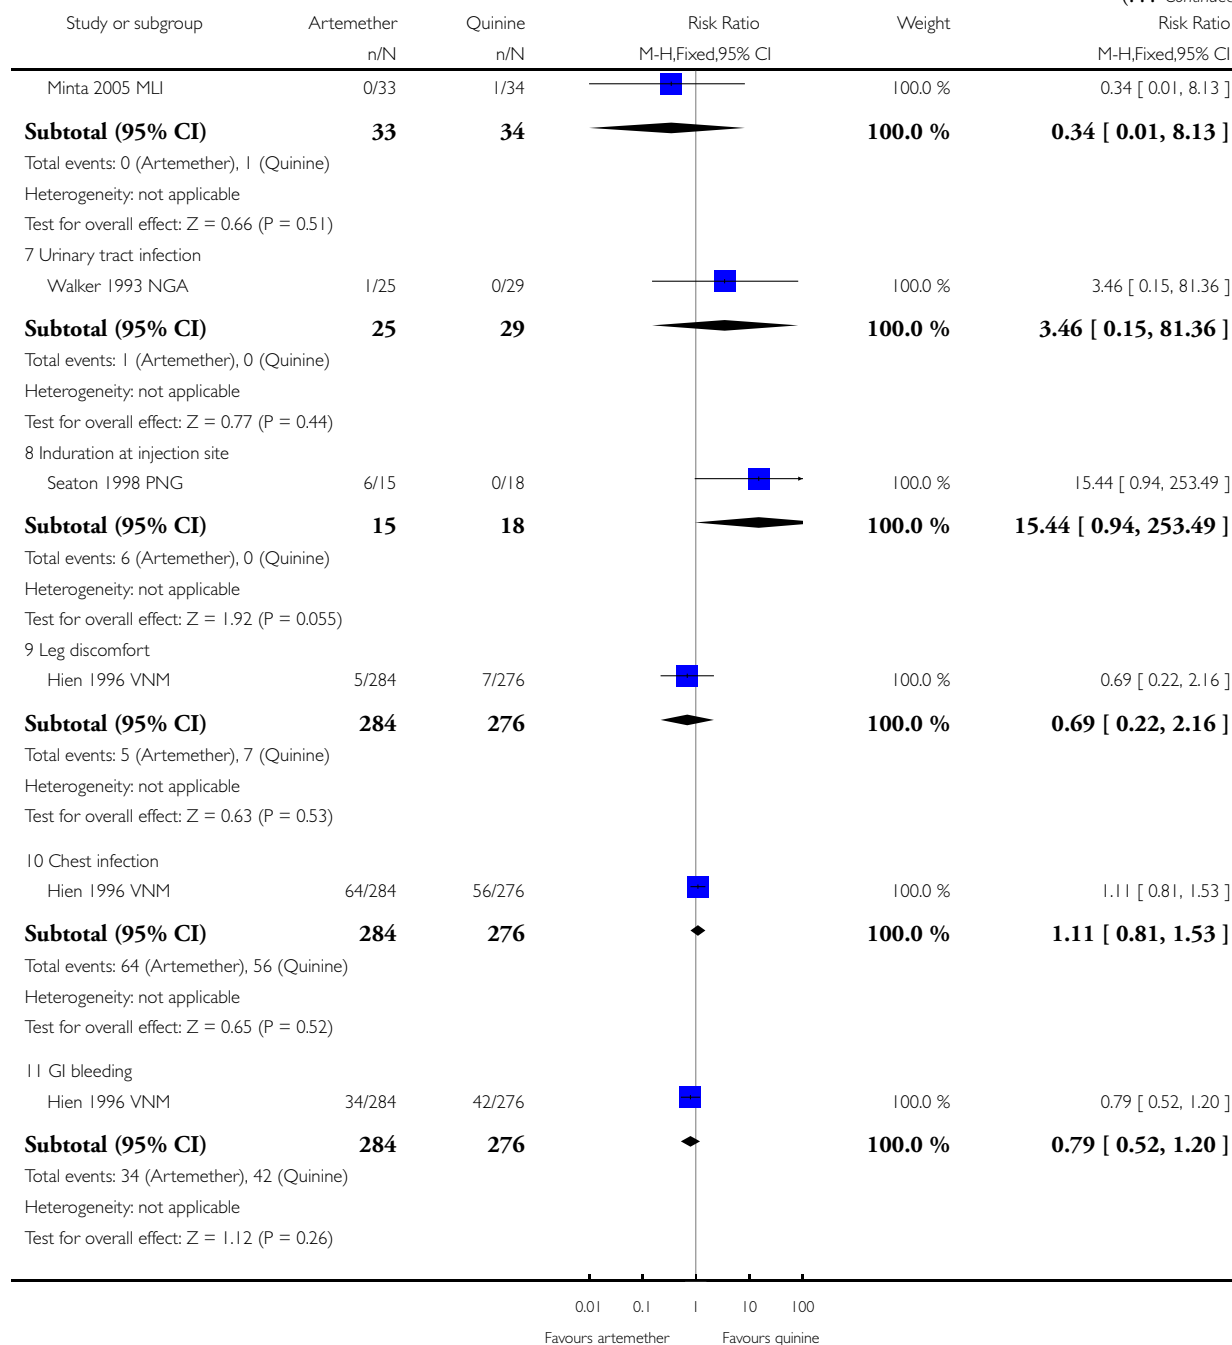 Continued
Study or subgroup Artemether Quinine Risk Ratio Weight Risk Ratio
n/N n/N M-H,Fixed,95% CI M-H,Fixed,95% CI
Minta 2005 MLI 0/33 1/34 100.0 % 0.34 [ 0.01, 8.13 ]
Subtotal (95% CI) 33 34 100.0 % 0.34 [ 0.01, 8.13 ]
Total events: 0 (Artemether), 1 (Quinine)
Heterogeneity: not applicable
Test for overall effect: Z = 0.66 (P = 0.51)
7 Urinary tract infection
Walker 1993 NGA 1/25 0/29 100.0 % 3.46 [ 0.15, 81.36 ]
Subtotal (95% CI) 25 29 100.0 % 3.46 [ 0.15, 81.36 ]
Total events: 1 (Artemether), 0 (Quinine)
Heterogeneity: not applicable
Test for overall effect: Z = 0.77 (P = 0.44)
8 Induration at injection site
Seaton 1998 PNG 6/15 0/18 100.0 % 15.44 [ 0.94, 253.49 ]
Subtotal (95% CI) 15 18 100.0 % 15.44 [ 0.94, 253.49 ]
Total events: 6 (Artemether), 0 (Quinine)
Heterogeneity: not applicable
Test for overall effect: Z = 1.92 (P = 0.055)
9 Leg discomfort
Hien 1996 VNM 5/284 7/276 100.0 % 0.69 [ 0.22, 2.16 ]
Subtotal (95% CI) 284 276 100.0 % 0.69 [ 0.22, 2.16 ]
Total events: 5 (Artemether), 7 (Quinine)
Heterogeneity: not applicable
Test for overall effect: Z = 0.63 (P = 0.53)
10 Chest infection
Hien 1996 VNM 64/284 56/276 100.0 % 1.11 [ 0.81, 1.53 ]
Subtotal (95% CI) 284 276 100.0 % 1.11 [ 0.81, 1.53 ]
Total events: 64 (Artemether), 56 (Quinine)
Heterogeneity: not applicable
Test for overall effect: Z = 0.65 (P = 0.52)
11 GI bleeding
Hien 1996 VNM 34/284 42/276 100.0 % 0.79 [ 0.52, 1.20 ]
Subtotal (95% CI) 284 276 100.0 % 0.79 [ 0.52, 1.20 ]
Total events: 34 (Artemether), 42 (Quinine)
Heterogeneity: not applicable
Test for overall effect: Z = 1.12 (P = 0.26)
0.01 0.1 1 10 100
Favours artemether Favours quinine